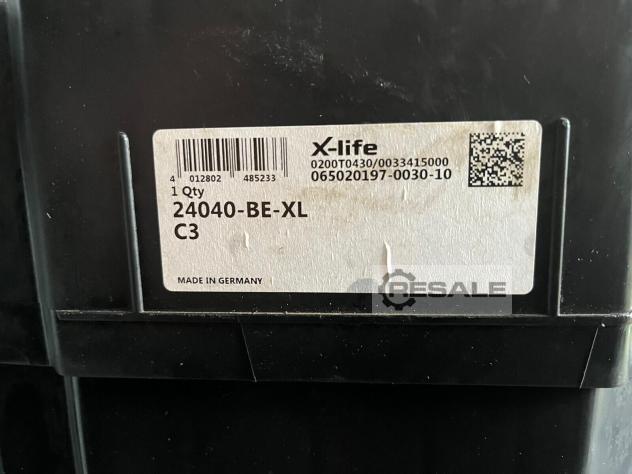 X-life
0200T0430/0033415000
065020197-0030-10
4 012802 485233
1 Qty
24040-BE-XL
C3
MADE IN GERMANY
RESALE